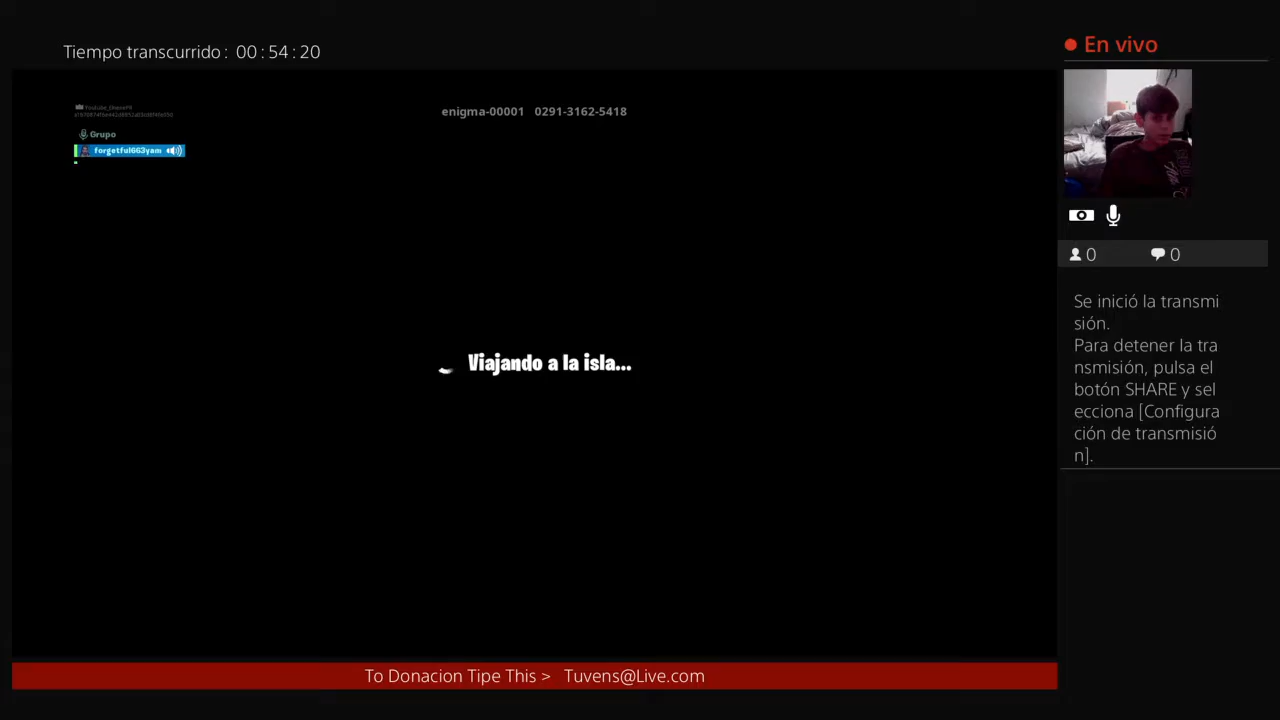 Tiempo transcurrido: 00:54:20
En vivo
enigma-00001 0291-3162-5418
Grupo
forgetful663yam
0 0
Se inició la transmi
sión.
Para detener la tra
nsmisión, pulsa el
botón SHARE y sel
ecciona [Configura
ción de transmisió
n].
Viajando a la isla...
To Donacion Tipe This > Tuvens@Live.com